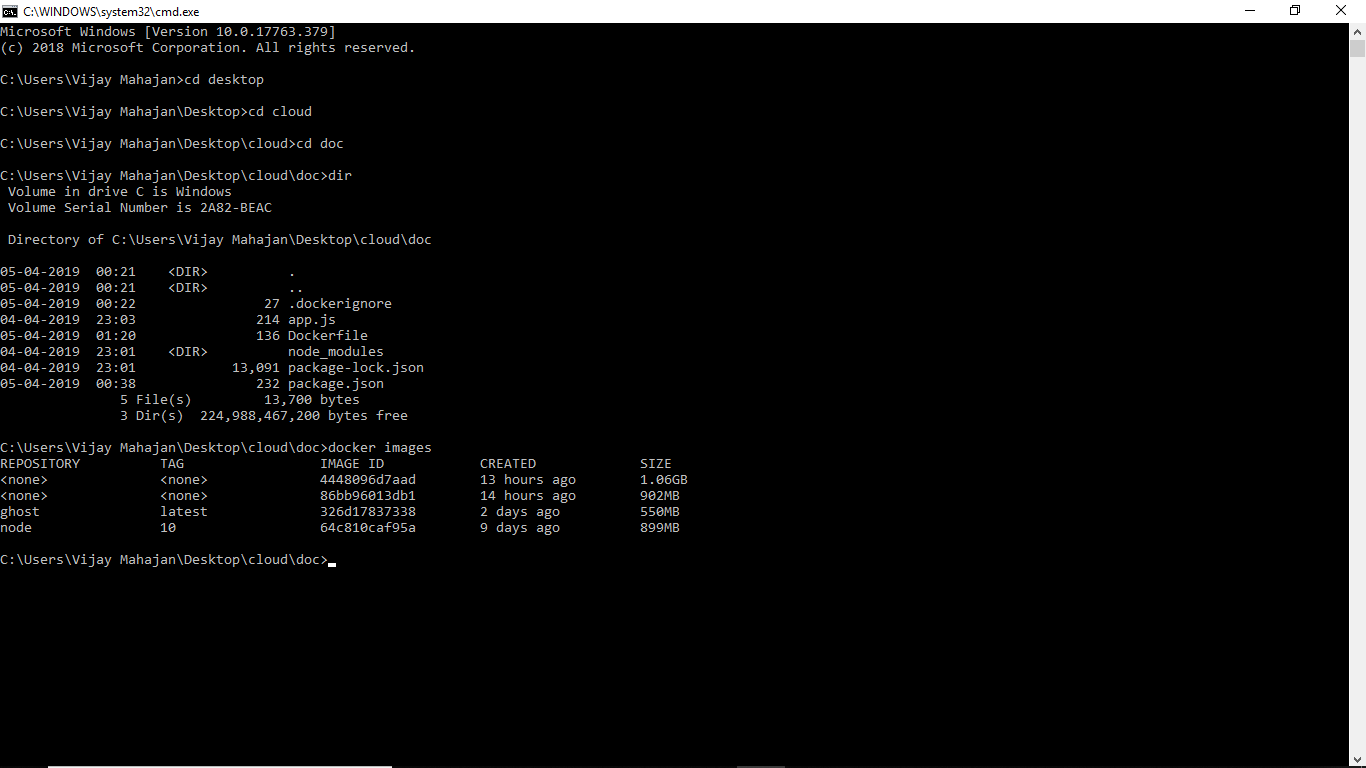 C:\WINDOWS\system32\cmd.exe
Microsoft Windows [Version 10.0.17763.379]
(c) 2018 Microsoft Corporation. All rights reserved.
C:\Users\Vijay Mahajan>cd desktop
C:\Users\Vijay Mahajan\Desktop>cd cloud
C:\Users\Vijay Mahajan\Desktop\cloud>cd doc
C:\Users\Vijay Mahajan\Desktop\cloud\doc>dir
 Volume in drive C is Windows
 Volume Serial Number is 2A82-BEAC
 Directory of C:\Users\Vijay Mahajan\Desktop\cloud\doc
05-04-2019  00:21    <DIR>          .
05-04-2019  00:21    <DIR>          ..
05-04-2019  00:22                27 .dockerignore
04-04-2019  23:03               214 app.js
05-04-2019  01:20               136 Dockerfile
04-04-2019  23:01    <DIR>          node_modules
04-04-2019  23:01            13,091 package-lock.json
05-04-2019  00:38               232 package.json
               5 File(s)         13,700 bytes
               3 Dir(s)  224,988,467,200 bytes free
C:\Users\Vijay Mahajan\Desktop\cloud\doc>docker images
REPOSITORY          TAG                 IMAGE ID            CREATED             SIZE
<none>              <none>              4448096d7aad        13 hours ago        1.06GB
<none>              <none>              86bb96013db1        14 hours ago        902MB
ghost               latest              326d17837338        2 days ago          550MB
node                10                  64c810caf95a        9 days ago          899MB
C:\Users\Vijay Mahajan\Desktop\cloud\doc>